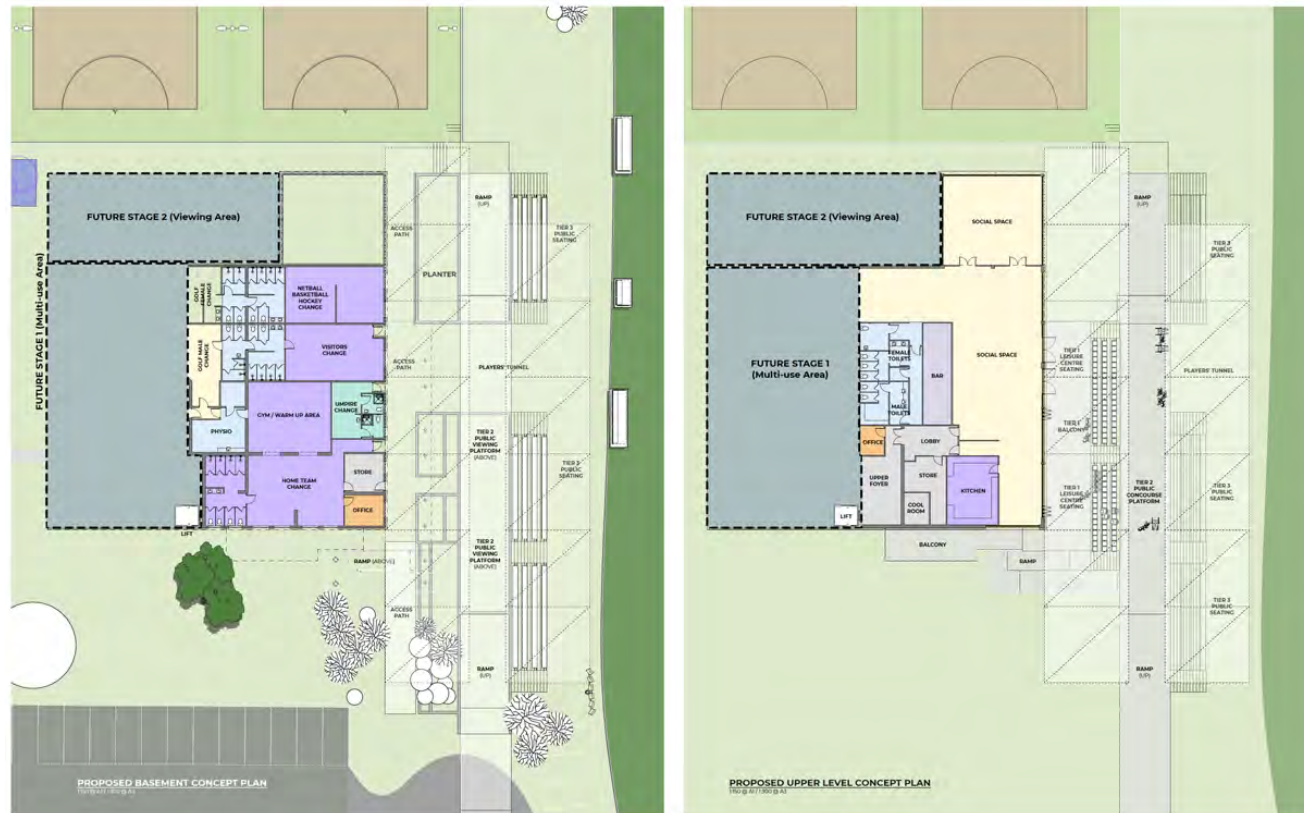 FUTURE STAGE 2 (Viewing Area)
FUTURE STAGE 1 (Multi-use Area)
ACCESS
PATH
RAMP
(UP)
TIER 3
PUBLIC
SEATING
PLANTER
GOLF
FEMALE
CHANGE
NETBALL
BASKETBALL
HOCKEY
CHANGE
GOLF MALE
CHANGE
VISITORS
CHANGE
ACCESS
PATH
PLAYERS' TUNNEL
UMPIRE
CHANGE
GYM / WARM UP AREA
PHYSIO
TIER 2
PUBLIC
VIEWING
PLATFORM
(ABOVE)
TIER 3
PUBLIC
SEATING
HOME TEAM
CHANGE
STORE
OFFICE
LIFT
RAMP (ABOVE)
TIER 2
PUBLIC
VIEWING
PLATFORM
(ABOVE)
ACCESS
PATH
RAMP
(UP)
PROPOSED BASEMENT CONCEPT PLAN
FUTURE STAGE 2 (Viewing Area)
SOCIAL SPACE
RAMP
(UP)
TIER 3
PUBLIC
SEATING
FUTURE STAGE 1
(Multi-use Area)
FEMALE
TOILETS
BAR
SOCIAL SPACE
TIER 1
LEISURE
CENTRE
SEATING
PLAYERS' TUNNEL
MALE
TOILETS
TIER 1
BALCONY
OFFICE
LOBBY
UPPER
FOYER
STORE
COOL
ROOM
KITCHEN
TIER 1
LEISURE
CENTRE
SEATING
TIER 2
PUBLIC
CONCOURSE
PLATFORM
TIER 3
PUBLIC
SEATING
LIFT
BALCONY
RAMP
TIER 3
PUBLIC
SEATING
RAMP
(UP)
PROPOSED UPPER LEVEL CONCEPT PLAN